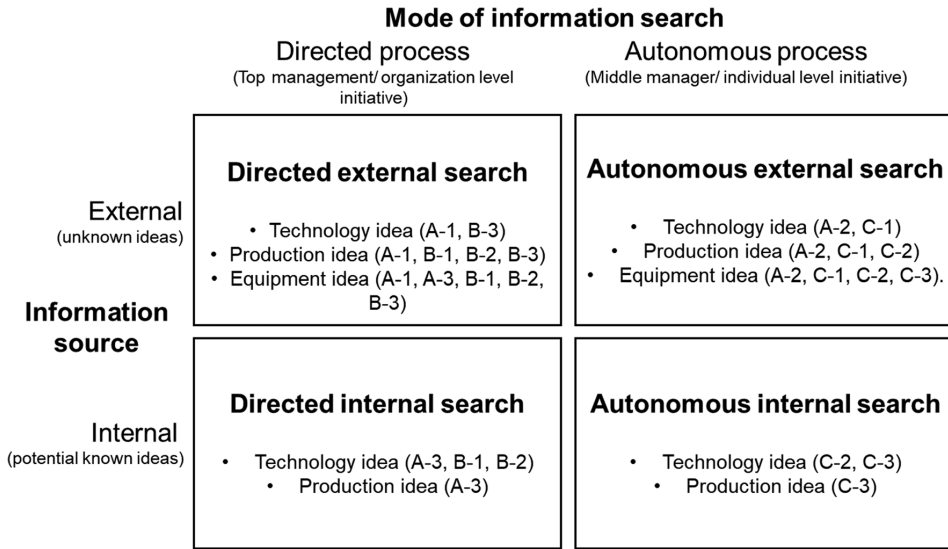 Mode of information search
Directed process
(Top management/ organization level
initiative)
Autonomous process
(Middle manager/ individual level initiative)
Information
source
External
(unknown ideas)
Directed external search
• Technology idea (A-1, B-3)
• Production idea (A-1, B-1, B-2, B-3)
• Equipment idea (A-1, A-3, B-1, B-2,
B-3)
Autonomous external search
• Technology idea (A-2, C-1)
• Production idea (A-2, C-1, C-2)
• Equipment idea (A-2, C-1, C-2, C-3).
Internal
(potential known ideas)
Directed internal search
• Technology idea (A-3, B-1, B-2)
• Production idea (A-3)
Autonomous internal search
• Technology idea (C-2, C-3)
• Production idea (C-3)